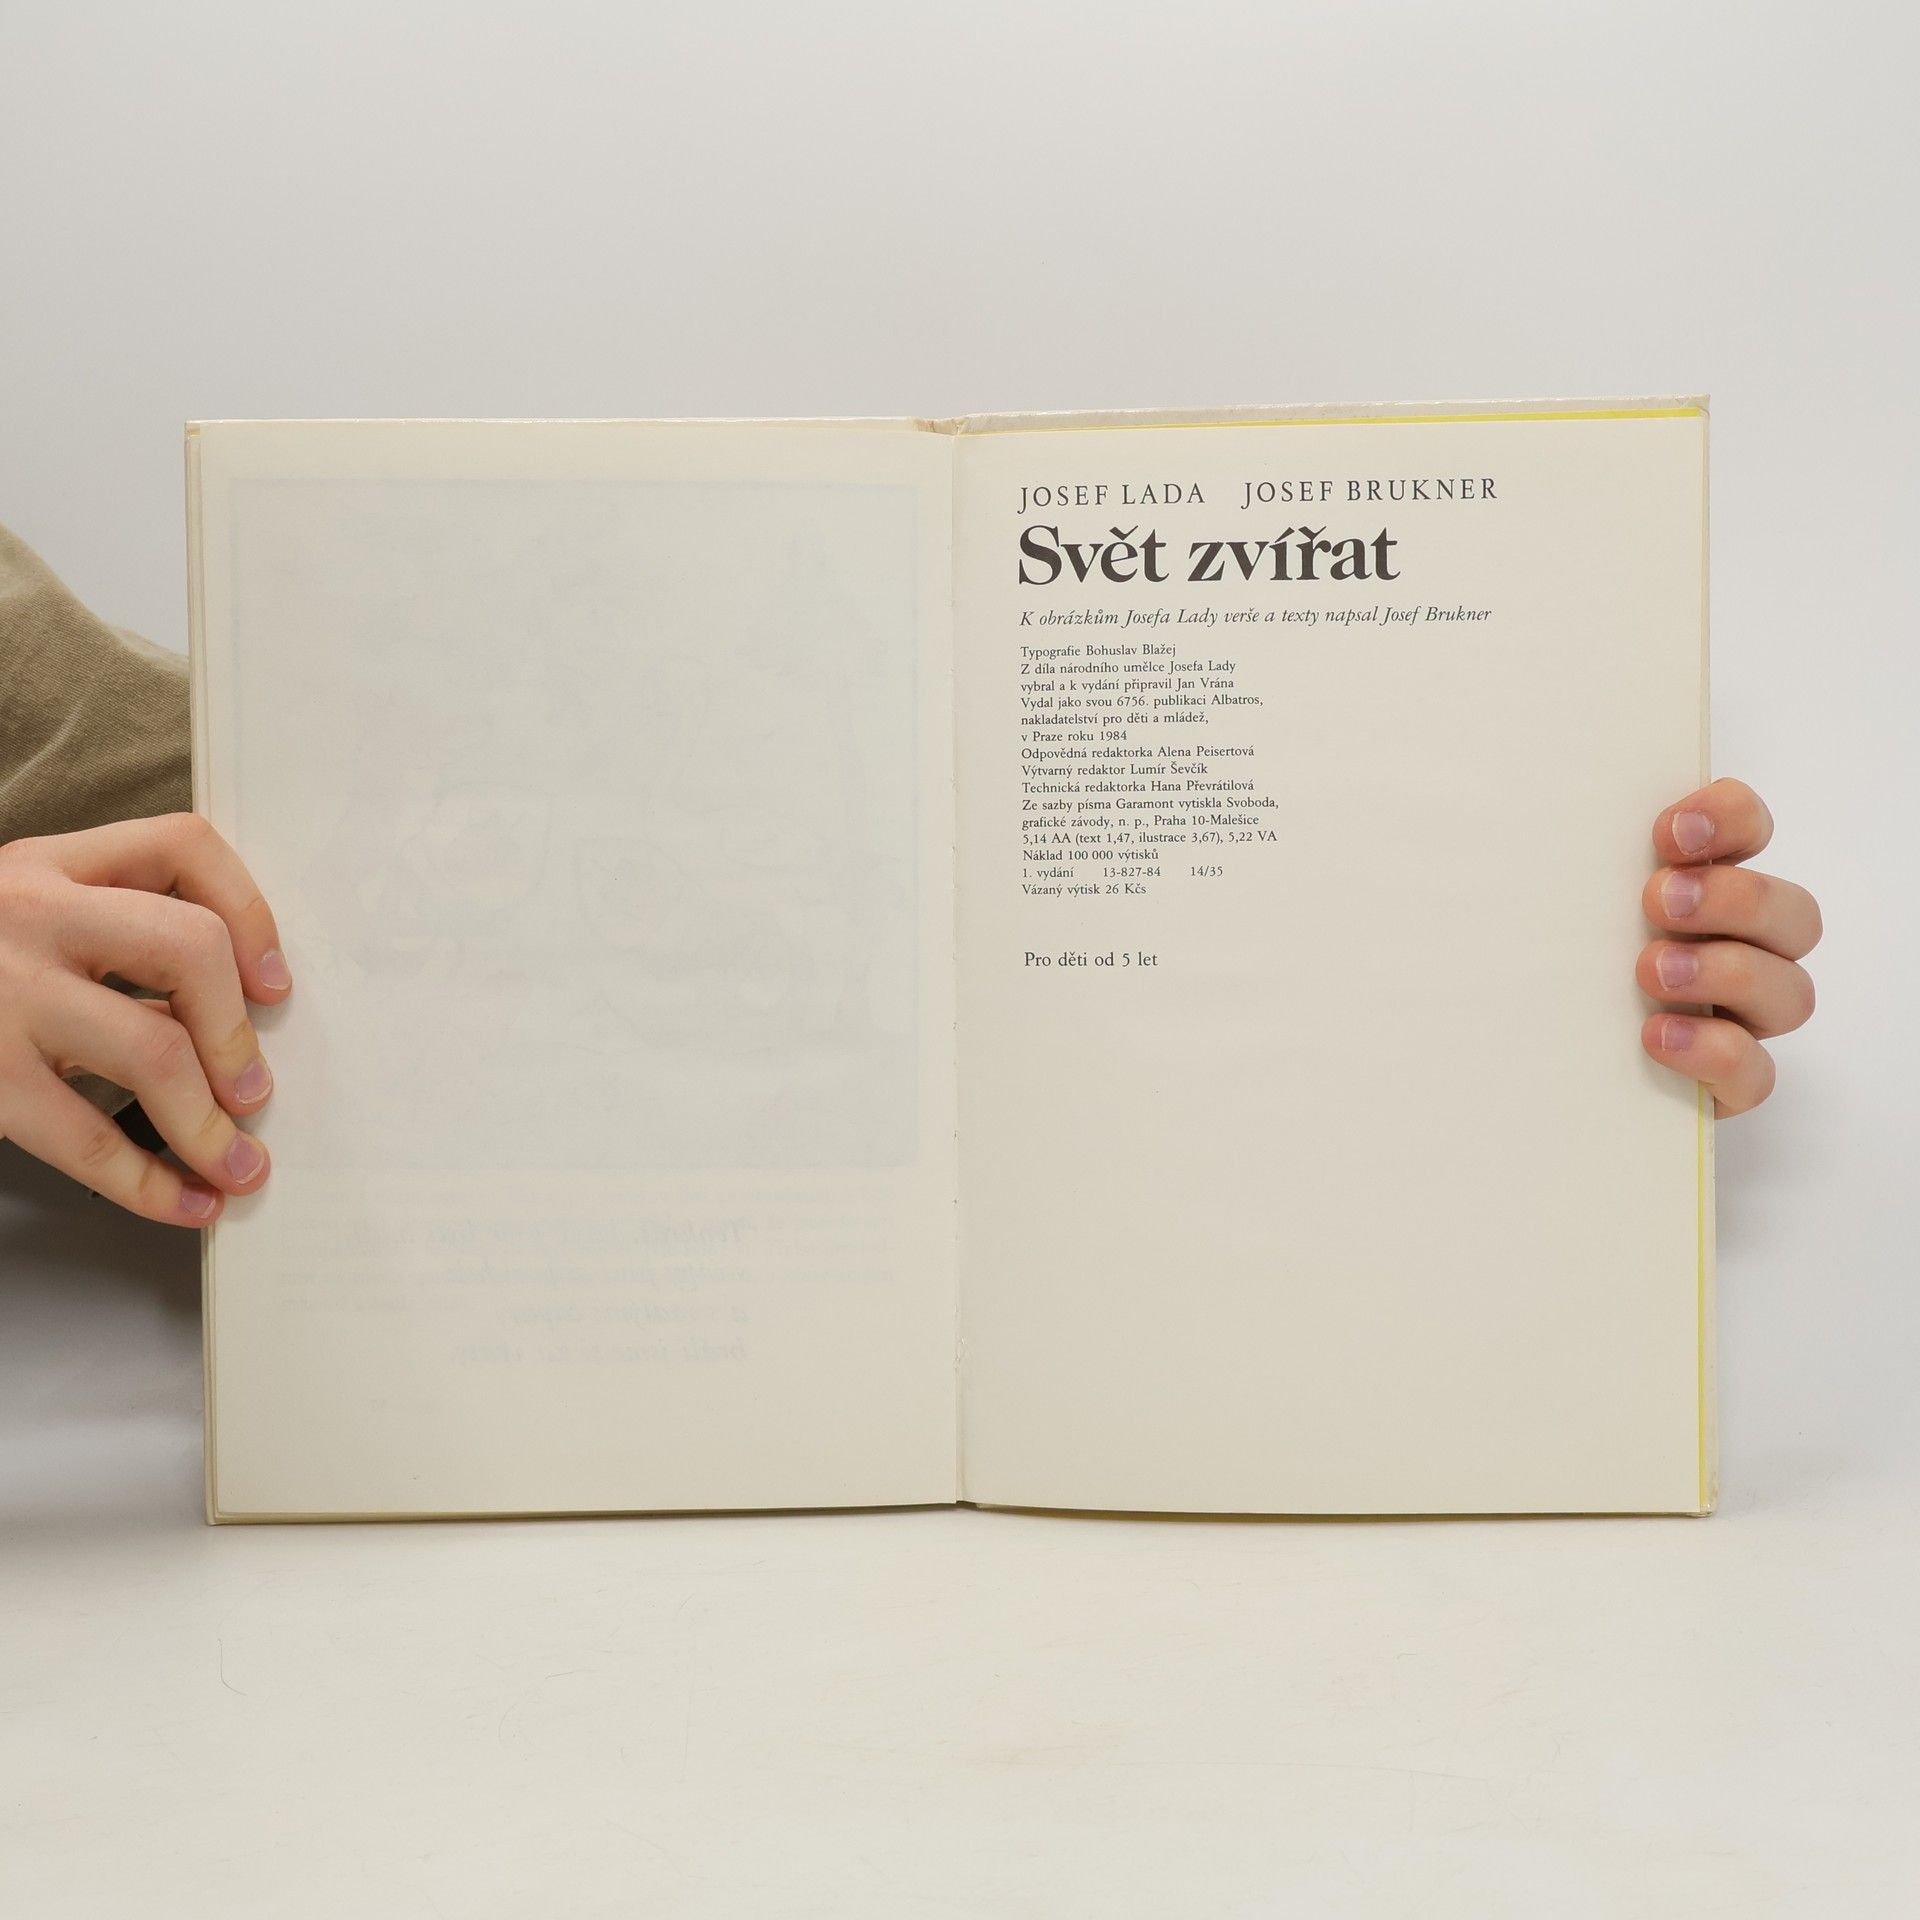 JOSEF LADA JOSEF BRUKNER
Svět zvířat
K obrázkům Josefa Lady verše a texty napsal Josef Brukner
Typografie Bohuslav Blažej
Z díla národního umělce Josefa Lady
vybral a k vydání připravil Jan Vrána
Vydal jako svou 6756. publikaci Albatros,
nakladatelství pro děti a mládež,
v Praze roku 1984
Odpovědná redaktorka Alena Peisertová
Výtvarný redaktor Lumír Ševčík
Technická redaktorka Hana Převrátilová
Ze sazby písma Garamont vytiskla Svoboda,
grafické závody, n. p., Praha 10-Malešice
5,14 AA (text 1,47, ilustrace 3,67), 5,22 VA
Náklad 100 000 výtisků
1. vydání 13-827-84 14/35
Vázaný výtisk 26 Kčs
Pro děti od 5 let